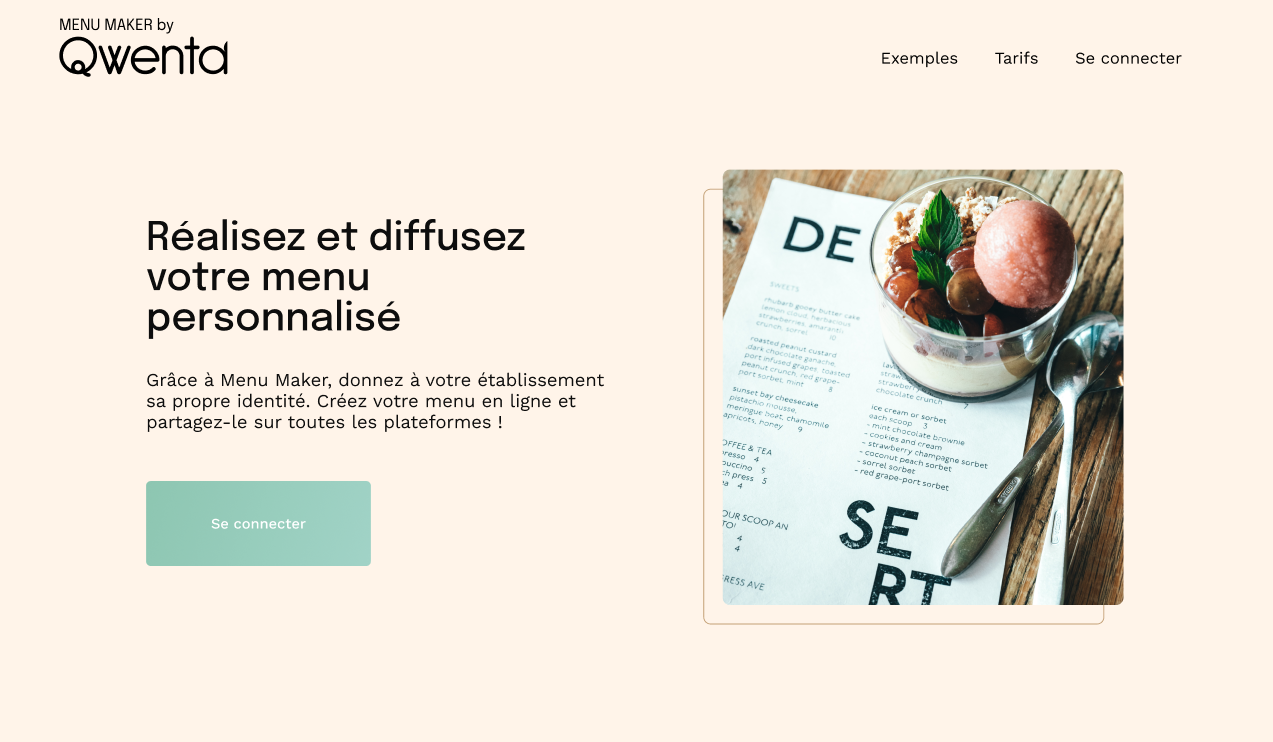 MENU MAKER by
Qwenta
Exemples
Tarifs
Se connecter
Réalisez et diffusez
votre menu
personnalisé
Grâce à Menu Maker, donnez à votre établissement
sa propre identité. Créez votre menu en ligne et
partagez-le sur toutes les plateformes !
Se connecter
DE
SWEETS
rhubarb gooey butter cake
lemon cloud, herbacious
strawberries, amaranth
crunch, sorrel 10
roasted peanut custard
dark chocolate ganache,
port infused grapes, toasted
peanut crunch, red grape-
port sorbet, mint 8
sunset bay cheesecake
pistachio mousse,
meringue boat, chamomile
apricots, honey 9
OFFEE & TEA
resso 4
puccino 5
ch press 5
a 4
OUR SCOOP AN
TO!
4
4
RESS AVE
lav
straw
strawberry
chocolate crunch 7
ice cream or sorbet
each scoop 3
- mint chocolate brownie
- cookies and cream
- strawberry champagne sorbet
- coconut peach sorbet
- sorrel sorbet
- red grape-port sorbet
SE
RT